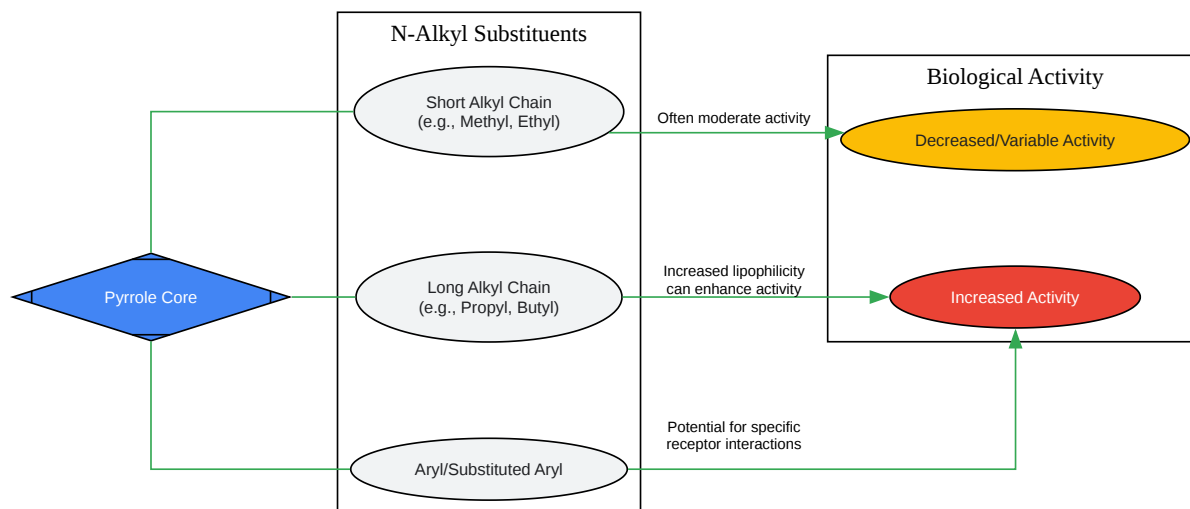 N-Alkyl Substituents
Biological Activity
Short Alkyl Chain
(e.g., Methyl, Ethyl)
Often moderate activity
Decreased/Variable Activity
Pyrrole Core
Long Alkyl Chain
(e.g., Propyl, Butyl)
Increased lipophilicity
can enhance activity
Increased Activity
Aryl/Substituted Aryl
Potential for specific
receptor interactions